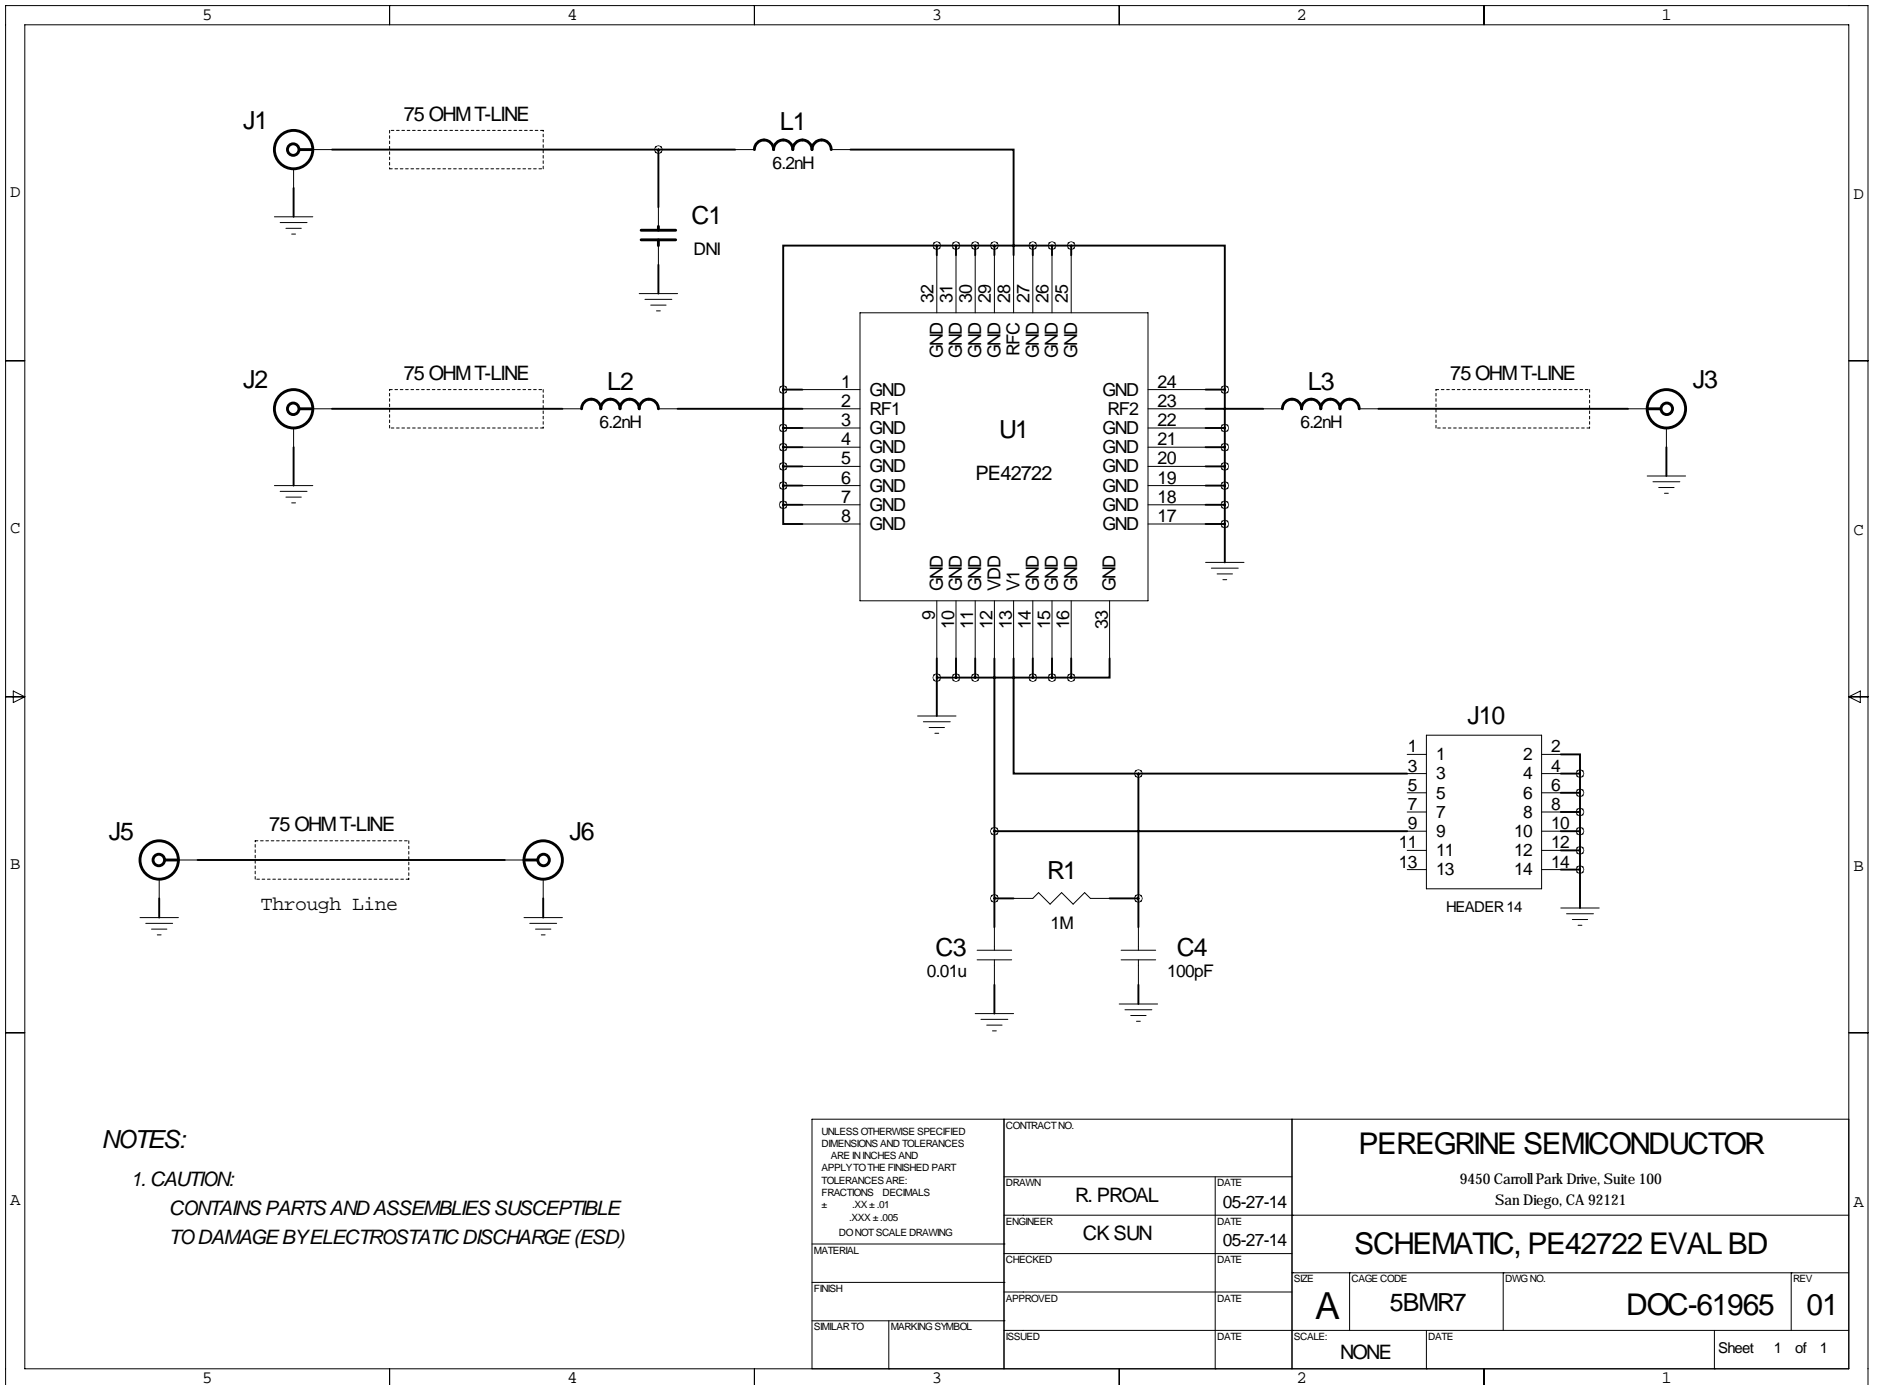 5 4 3 2 1
D D
C C
B B
A A
J1
75 OHM T-LINE
L1
6.2nH
C1
DNI
32 31 30 29 28 27 26 25
GND GND GND GND RFC GND GND GND
J2
75 OHM T-LINE
L2
6.2nH
1 GND
2 RF1
3 GND
4 GND
5 GND
6 GND
7 GND
8 GND
U1
PE42722
GND 24
RF2 23
GND 22
GND 21
GND 20
GND 19
GND 18
GND 17
L3
6.2nH
75 OHM T-LINE
J3
GND GND GND VDD V1 GND GND GND GND
9 10 11 12 13 14 15 16 33
J10
1 1 2 2
3 3 4 4
5 5 6 6
7 7 8 8
9 9 10 10
11 11 12 12
13 13 14 14
HEADER 14
J5
75 OHM T-LINE
J6
Through Line
R1
1M
C3
0.01u
C4
100pF
NOTES:
1. CAUTION:
CONTAINS PARTS AND ASSEMBLIES SUSCEPTIBLE
TO DAMAGE BY ELECTROSTATIC DISCHARGE (ESD)
UNLESS OTHERWISE SPECIFIED
DIMENSIONS AND TOLERANCES
ARE IN INCHES AND
APPLY TO THE FINISHED PART
TOLERANCES ARE:
FRACTIONS DECIMALS
± .XX ± .01
.XXX ± .005
DO NOT SCALE DRAWING
MATERIAL
FINISH
SIMILAR TO
MARKING SYMBOL
CONTRACT NO.
DRAWN R. PROAL DATE 05-27-14
ENGINEER CK SUN DATE 05-27-14
CHECKED DATE
APPROVED DATE
ISSUED DATE
PEREGRINE SEMICONDUCTOR
9450 Carroll Park Drive, Suite 100
San Diego, CA 92121
SCHEMATIC, PE42722 EVAL BD
SIZE A
CAGE CODE 5BMR7
DWG NO. DOC-61965
REV 01
SCALE: NONE
DATE
Sheet 1 of 1
5 4 3 2 1